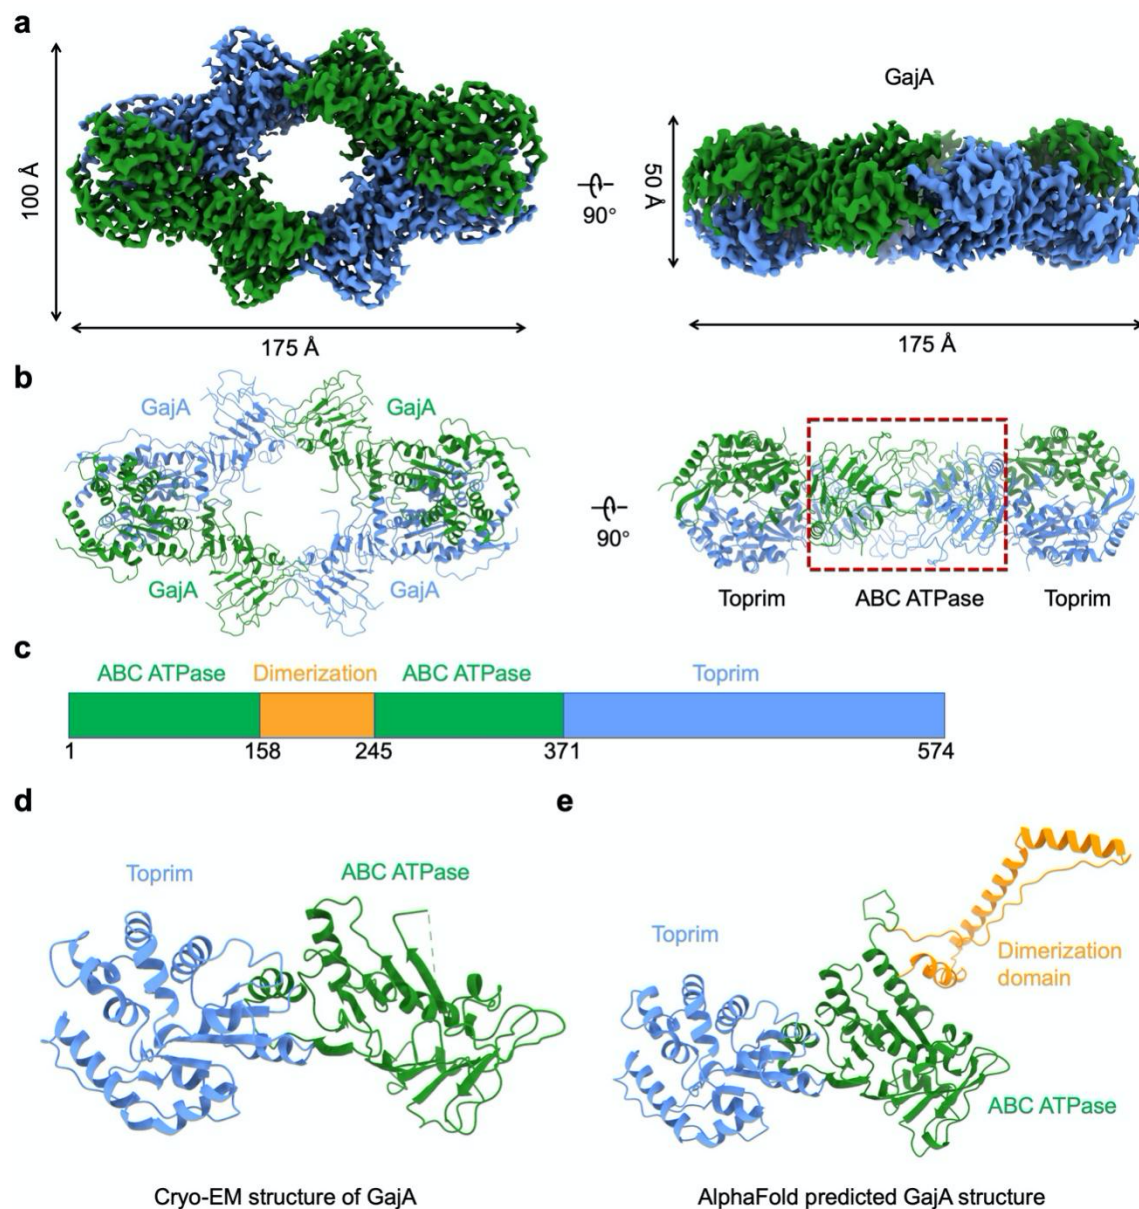 a
GajA
100 Å
50 Å
90°
175 Å
175 Å
b
GajA GajA
90°
GajA GajA
Toprim ABC ATPase Toprim
c
ABC ATPase Dimerization ABC ATPase Toprim
1 158 245 371 574
d
e
Toprim ABC ATPase
Toprim
Dimerization
domain
ABC ATPase
Cryo-EM structure of GajA
AlphaFold predicted GajA structure